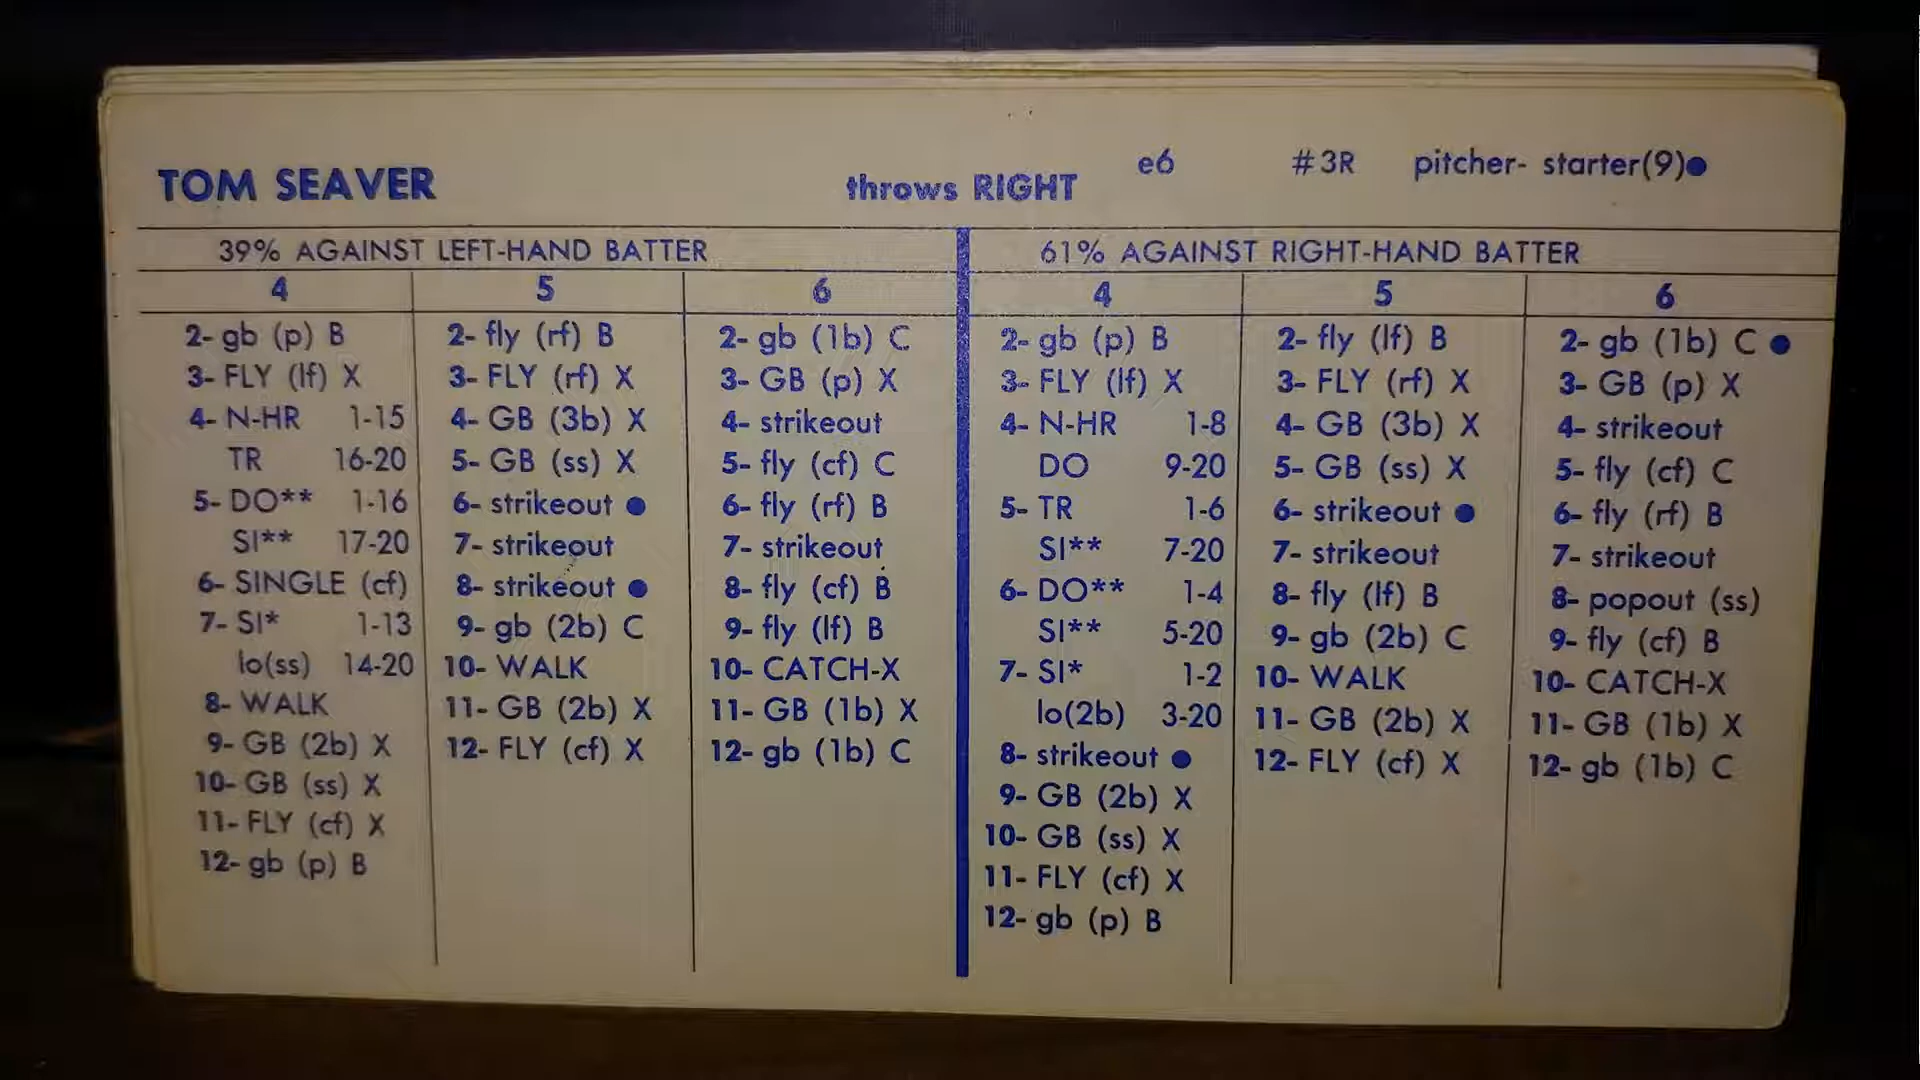 TOM SEAVER throws RIGHT e6 #3R pitcher- starter(9)●
39% AGAINST LEFT-HAND BATTER
4
2- gb (p) B
3- FLY (lf) X
4- N-HR 1-15
TR 16-20
5- DO** 1-16
SI** 17-20
6- SINGLE (cf)
7- SI* 1-13
lo(ss) 14-20
8- WALK
9- GB (2b) X
10- GB (ss) X
11- FLY (cf) X
12- gb (p) B
5
2- fly (rf) B
3- FLY (rf) X
4- GB (3b) X
5- GB (ss) X
6- strikeout ●
7- strikeout
8- strikeout ●
9- gb (2b) C
10- WALK
11- GB (2b) X
12- FLY (cf) X
6
2- gb (1b) C
3- GB (p) X
4- strikeout
5- fly (cf) C
6- fly (rf) B
7- strikeout
8- fly (cf) B
9- fly (lf) B
10- CATCH-X
11- GB (1b) X
12- gb (1b) C
61% AGAINST RIGHT-HAND BATTER
4
2- gb (p) B
3- FLY (lf) X
4- N-HR 1-8
DO 9-20
5- TR 1-6
SI** 7-20
6- DO** 1-4
SI** 5-20
7- SI* 1-2
lo(2b) 3-20
8- strikeout ●
9- GB (2b) X
10- GB (ss) X
11- FLY (cf) X
12- gb (p) B
5
2- fly (lf) B
3- FLY (rf) X
4- GB (3b) X
5- GB (ss) X
6- strikeout ●
7- strikeout
8- fly (lf) B
9- gb (2b) C
10- WALK
11- GB (2b) X
12- FLY (cf) X
6
2- gb (1b) C ●
3- GB (p) X
4- strikeout
5- fly (cf) C
6- fly (rf) B
7- strikeout
8- popout (ss)
9- fly (cf) B
10- CATCH-X
11- GB (1b) X
12- gb (1b) C